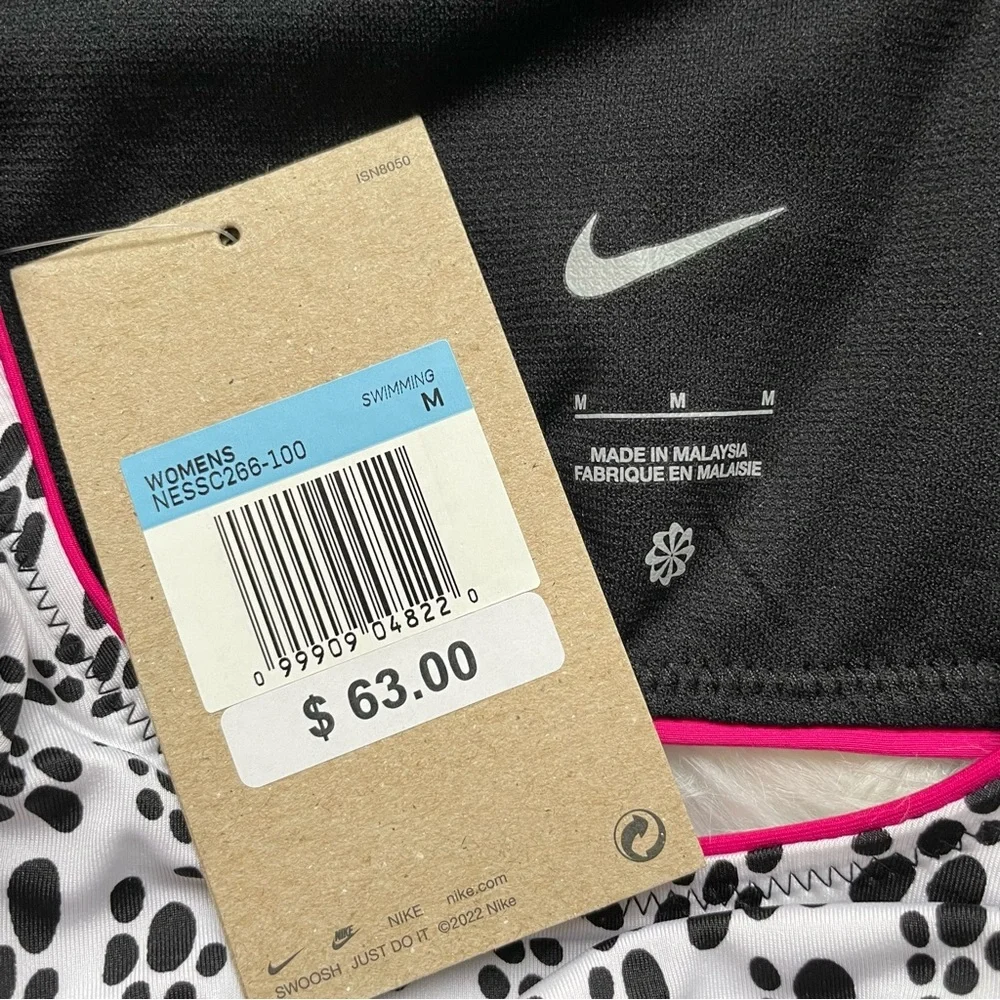 ISN8050
SWIMMING
M
WOMENS
NESSC266-100
0 99909 04822 0
$ 63.00
NIKE nike.com
SWOOSH JUST DO IT ©2022 Nike
NIKE
M M M
MADE IN MALAYSIA
FABRIQUE EN MALAISIE